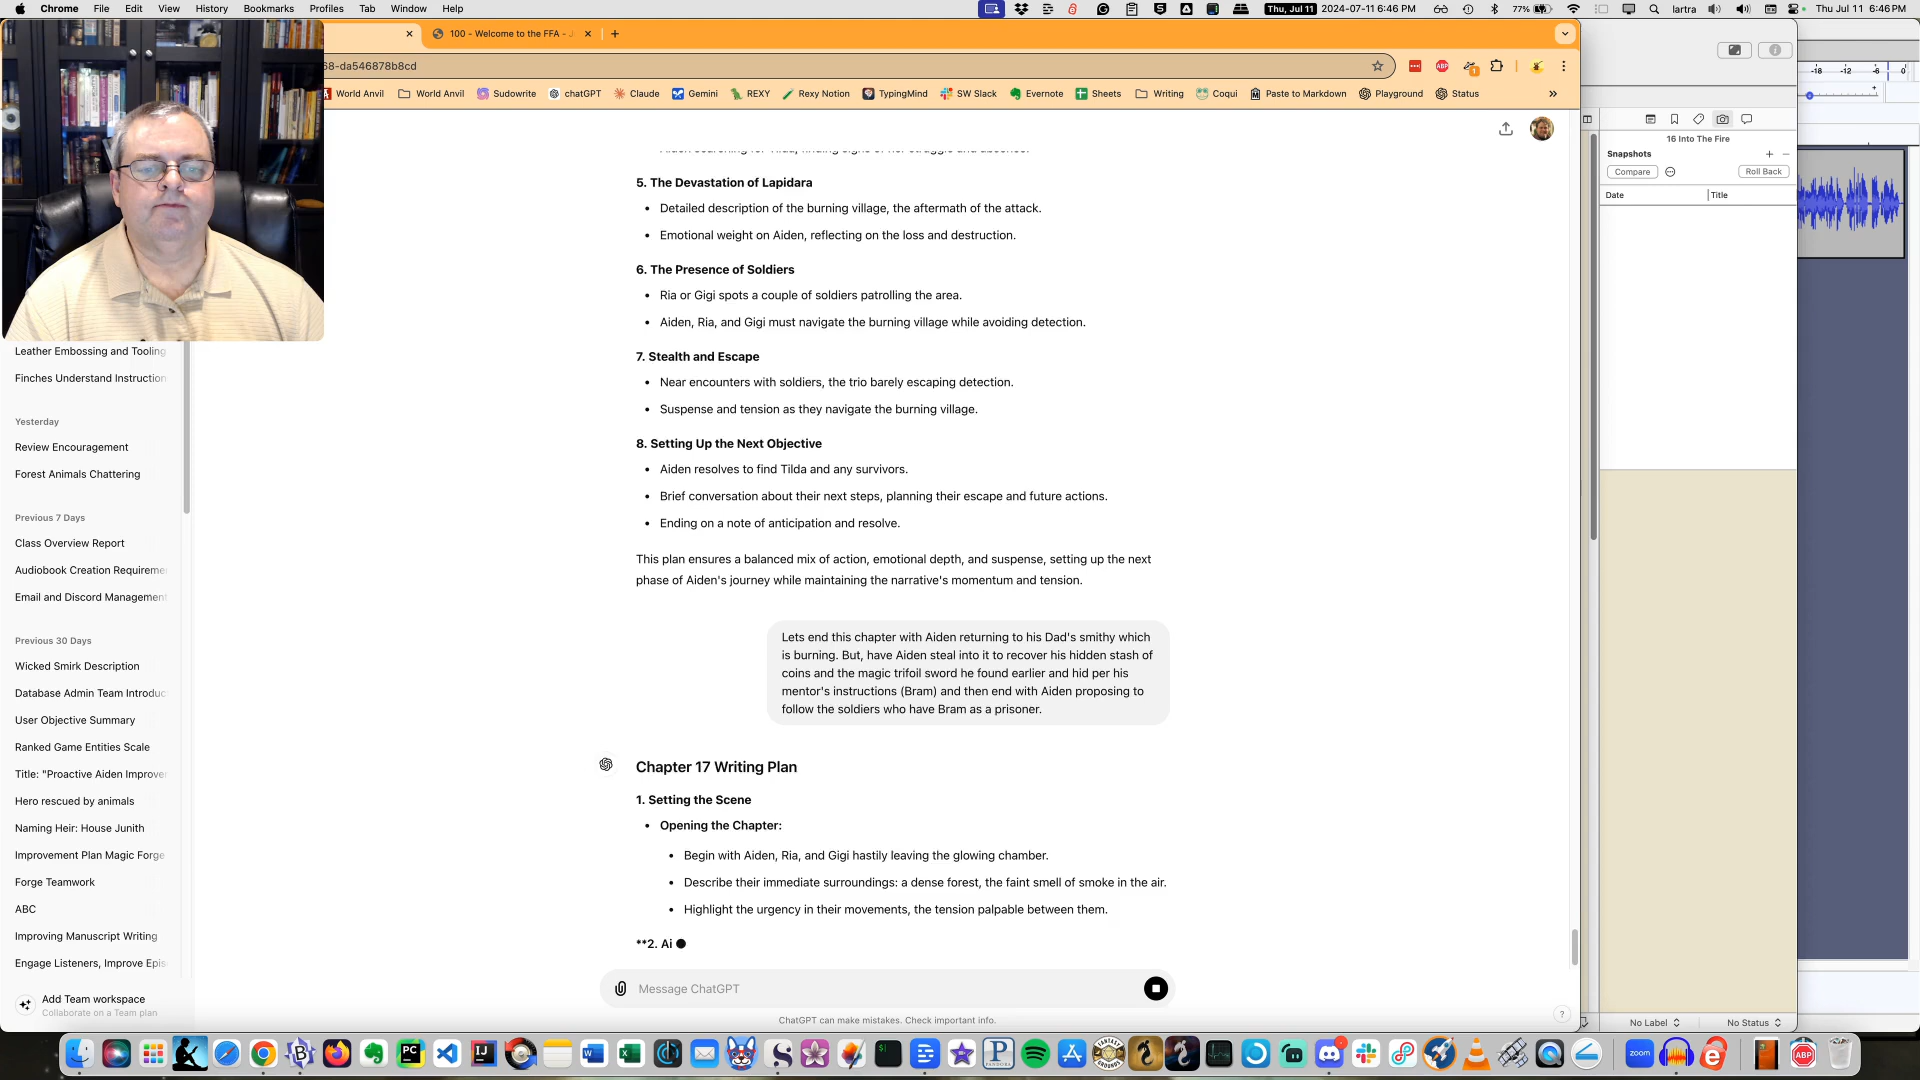 Chrome File Edit View History Bookmarks Profiles Tab Window Help
Thu, Jul 11 2024-07-11 6:46 PM
77%
lartra
Thu Jul 11 6:46 PM
100 - Welcome to the FFA -
68-da546878b8cd
World Anvil World Anvil Sudowrite chatGPT Claude Gemini REXY Rexy Notion TypingMind SW Slack Evernote Sheets Writing Coqui Paste to Markdown Playground Status
5. The Devastation of Lapidara
Detailed description of the burning village, the aftermath of the attack.
Emotional weight on Aiden, reflecting on the loss and destruction.
6. The Presence of Soldiers
Ria or Gigi spots a couple of soldiers patrolling the area.
Aiden, Ria, and Gigi must navigate the burning village while avoiding detection.
7. Stealth and Escape
Near encounters with soldiers, the trio barely escaping detection.
Suspense and tension as they navigate the burning village.
8. Setting Up the Next Objective
Aiden resolves to find Tilda and any survivors.
Brief conversation about their next steps, planning their escape and future actions.
Ending on a note of anticipation and resolve.
This plan ensures a balanced mix of action, emotional depth, and suspense, setting up the next
phase of Aiden's journey while maintaining the narrative's momentum and tension.
Lets end this chapter with Aiden returning to his Dad's smithy which
is burning. But, have Aiden steal into it to recover his hidden stash of
coins and the magic trifoil sword he found earlier and hid per his
mentor's instructions (Bram) and then end with Aiden proposing to
follow the soldiers who have Bram as a prisoner.
Chapter 17 Writing Plan
1. Setting the Scene
Opening the Chapter:
Begin with Aiden, Ria, and Gigi hastily leaving the glowing chamber.
Describe their immediate surroundings: a dense forest, the faint smell of smoke in the air.
Highlight the urgency in their movements, the tension palpable between them.
**2. Ai
Message ChatGPT
ChatGPT can make mistakes. Check important info.
?
Leather Embossing and Tooling
Finches Understand Instruction
Yesterday
Review Encouragement
Forest Animals Chattering
Previous 7 Days
Class Overview Report
Audiobook Creation Requireme
Email and Discord Management
Previous 30 Days
Wicked Smirk Description
Database Admin Team Introduc
User Objective Summary
Ranked Game Entities Scale
Title: "Proactive Aiden Improve
Hero rescued by animals
Naming Heir: House Junith
Improvement Plan Magic Forge
Forge Teamwork
ABC
Improving Manuscript Writing
Engage Listeners, Improve Epis
Add Team workspace
Collaborate on a Team plan
-18 -12 -6 0
16 Into The Fire
Snapshots
Compare
Roll Back
Date
Title
No Label
No Status
zoom
ABP